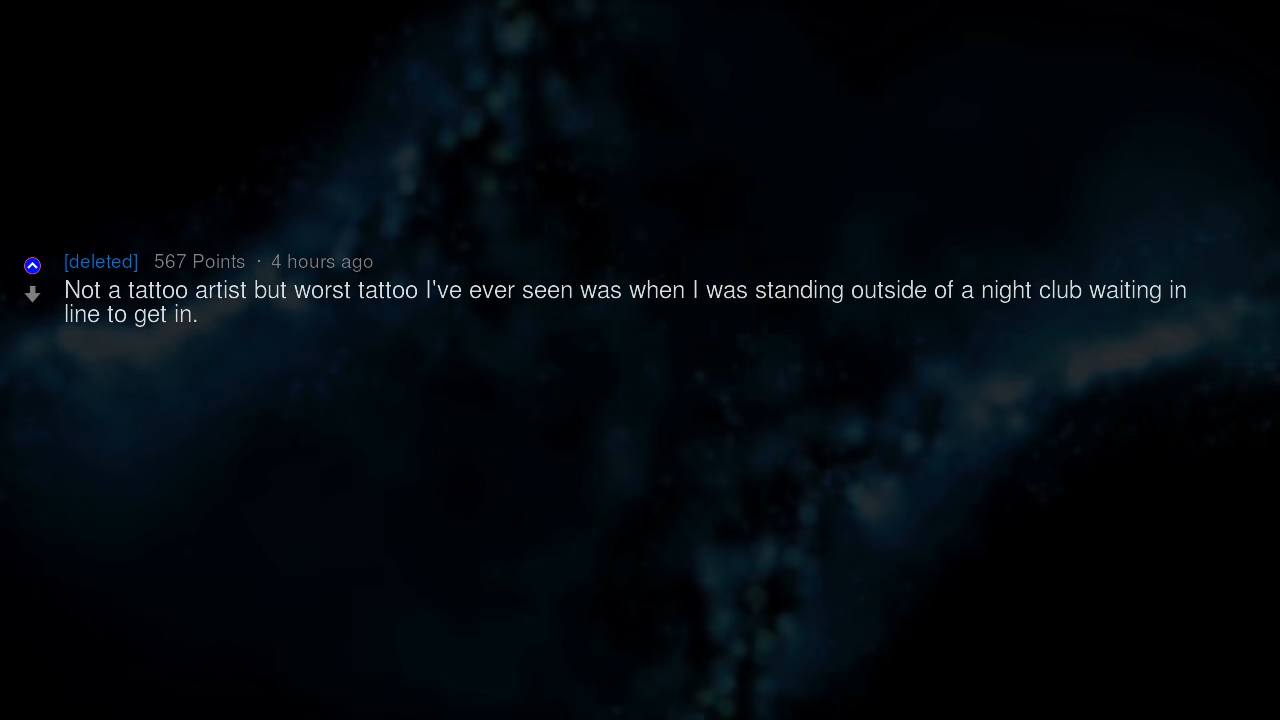 [deleted] 567 Points · 4 hours ago
Not a tattoo artist but worst tattoo I've ever seen was when I was standing outside of a night club waiting in
line to get in.